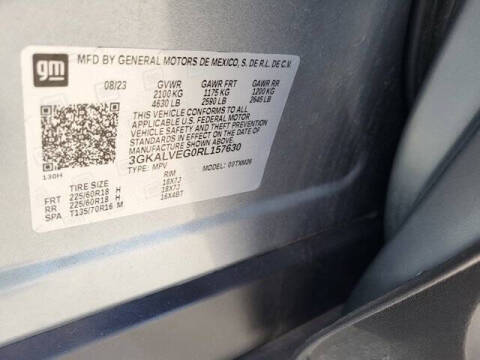 gm
MFD BY GENERAL MOTORS DE MEXICO, S. DE R.L. DE C.V.
08/23 GVWR GAWR FRT GAWR RR
2100 KG 1175 KG 1200 KG
4630 LB 2590 LB 2645 LB
THIS VEHICLE CONFORMS TO ALL
APPLICABLE U.S. FEDERAL MOTOR
VEHICLE SAFETY AND THEFT
PREVENTION STANDARDS IN EFFECT
ON THE DATE OF MANUFACTURE
SHOWN ABOVE.
3GKALVEG0RL157630
TYPE: MPV MODEL:
130H
TIRE SIZE RIM
FRT 225/60R18 H 18X7J
RR 225/60R18 H 18X7J
SPA T135/70R16 M 16X4BT